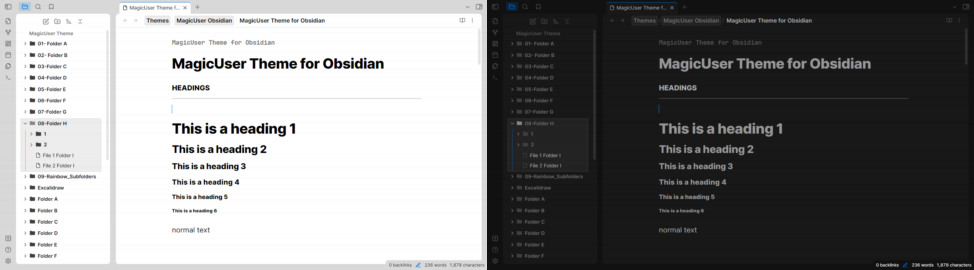 MagicUser Theme f...
Themes MagicUser Obsidian MagicUser Theme for Obsidian
MagicUser Theme
01- Folder A
02- Folder B
03-Folder C
04-Folder D
05-Folder E
06-Folder F
07-Folder G
08-Folder H
1
2
File 1 Folder I
File 2 Folder I
09-Rainbow_Subfolders
Excalidraw
Folder A
Folder B
Folder C
Folder D
Folder E
Folder F
MagicUser Theme for Obsidian
MagicUser Theme for Obsidian
HEADINGS
This is a heading 1
This is a heading 2
This is a heading 3
This is a heading 4
This is a heading 5
This is a heading 6
normal text
0 backlinks 236 words 1,878 characters
MagicUser Theme f...
Themes MagicUser Obsidian MagicUser Theme for Obsidian
MagicUser Theme
01- Folder A
02- Folder B
03-Folder C
04-Folder D
05-Folder E
06-Folder F
07-Folder G
08-Folder H
1
2
File 1 Folder I
File 2 Folder I
09-Rainbow_Subfolders
Excalidraw
Folder A
Folder B
Folder C
Folder D
Folder E
Folder F
MagicUser Theme for Obsidian
MagicUser Theme for Obsidian
HEADINGS
This is a heading 1
This is a heading 2
This is a heading 3
This is a heading 4
This is a heading 5
This is a heading 6
normal text
0 backlinks 236 words 1,878 characters